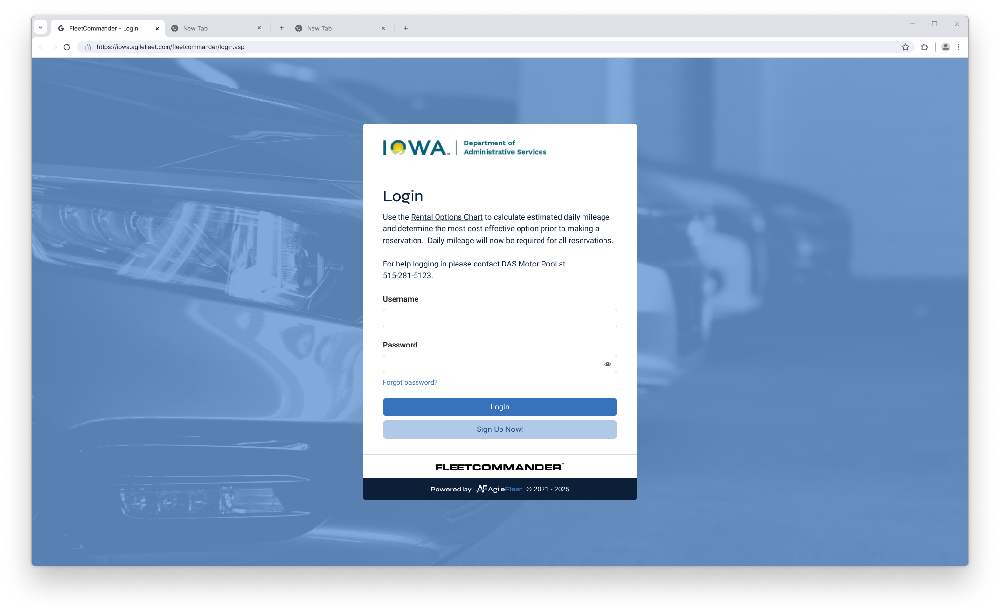 FleetCommander - Login
New Tab
New Tab
https://iowa.agilefleet.com/fleetcommander/login.asp
IOWA™
Department of
Administrative Services
Login
Use the Rental Options Chart to calculate estimated daily mileage
and determine the most cost effective option prior to making a
reservation.  Daily mileage will now be required for all reservations.
For help logging in please contact DAS Motor Pool at
515-281-5123.
Username
Password
Forgot password?
Login
Sign Up Now!
FLEETCOMMANDER™
Powered by AF AgileFleet © 2021 - 2025